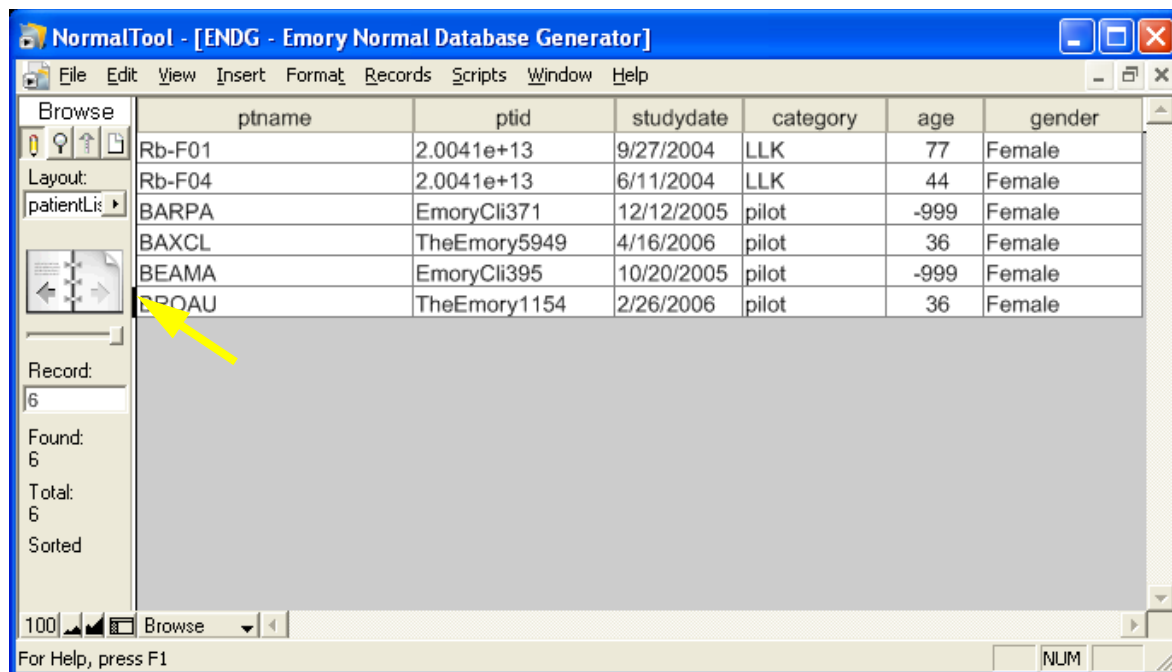 NormalTool - [ENDG - Emory Normal Database Generator]
File Edit View Insert Format Records Scripts Window Help
Browse
ptname ptid studydate category age gender
Rb-F01 2.0041e+13 9/27/2004 LLK 77 Female
Rb-F04 2.0041e+13 6/11/2004 LLK 44 Female
BARPA EmoryCli371 12/12/2005 pilot -999 Female
BAXCL TheEmory5949 4/16/2006 pilot 36 Female
BEAMA EmoryCli395 10/20/2005 pilot -999 Female
BROAU TheEmory1154 2/26/2006 pilot 36 Female
Layout:
patientLis
Record:
6
Found:
6
Total:
6
Sorted
100 Browse
For Help, press F1 NUM